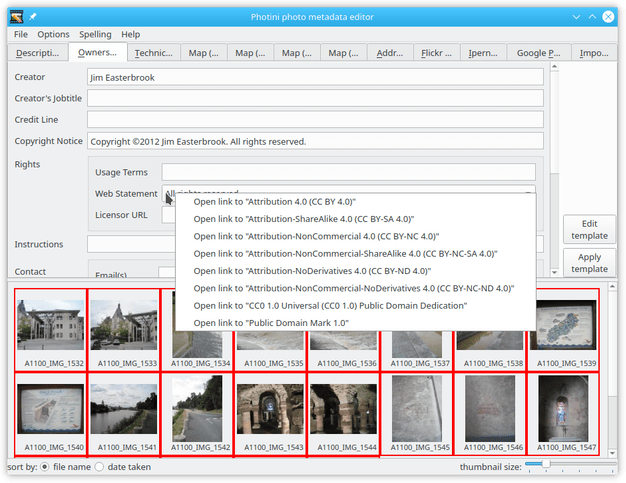 Photini photo metadata editor
File Options Spelling Help
Descripti... Owners... Technic... Map (... Map (... Map (... Map (... Addr... Flickr ... Ipern... Google P... Impo...
Creator Jim Easterbrook
Creator's Jobtitle
Credit Line
Copyright Notice Copyright ©2012 Jim Easterbrook. All rights reserved.
Rights
Usage Terms
Web Statement All rights reserved
Open link to "Attribution 4.0 (CC BY 4.0)"
Licensor URL
Open link to "Attribution-ShareAlike 4.0 (CC BY-SA 4.0)"
Open link to "Attribution-NonCommercial 4.0 (CC BY-NC 4.0)"
Edit template
Instructions
Open link to "Attribution-NonCommercial-ShareAlike 4.0 (CC BY-NC-SA 4.0)"
Apply template
Contact
Email(s)
Open link to "Attribution-NoDerivatives 4.0 (CC BY-ND 4.0)"
Open link to "Attribution-NonCommercial-NoDerivatives 4.0 (CC BY-NC-ND 4.0)"
Open link to "CC0 1.0 Universal (CC0 1.0) Public Domain Dedication"
Open link to "Public Domain Mark 1.0"
A1100_IMG_1532 A1100_IMG_1533 A1100_IMG_1534 A1100_IMG_1535 A1100_IMG_1536 A1100_IMG_1537 A1100_IMG_1538 A1100_IMG_1539
A1100_IMG_1540 A1100_IMG_1541 A1100_IMG_1542 A1100_IMG_1543 A1100_IMG_1544 A1100_IMG_1545 A1100_IMG_1546 A1100_IMG_1547
sort by: file name date taken thumbnail size: